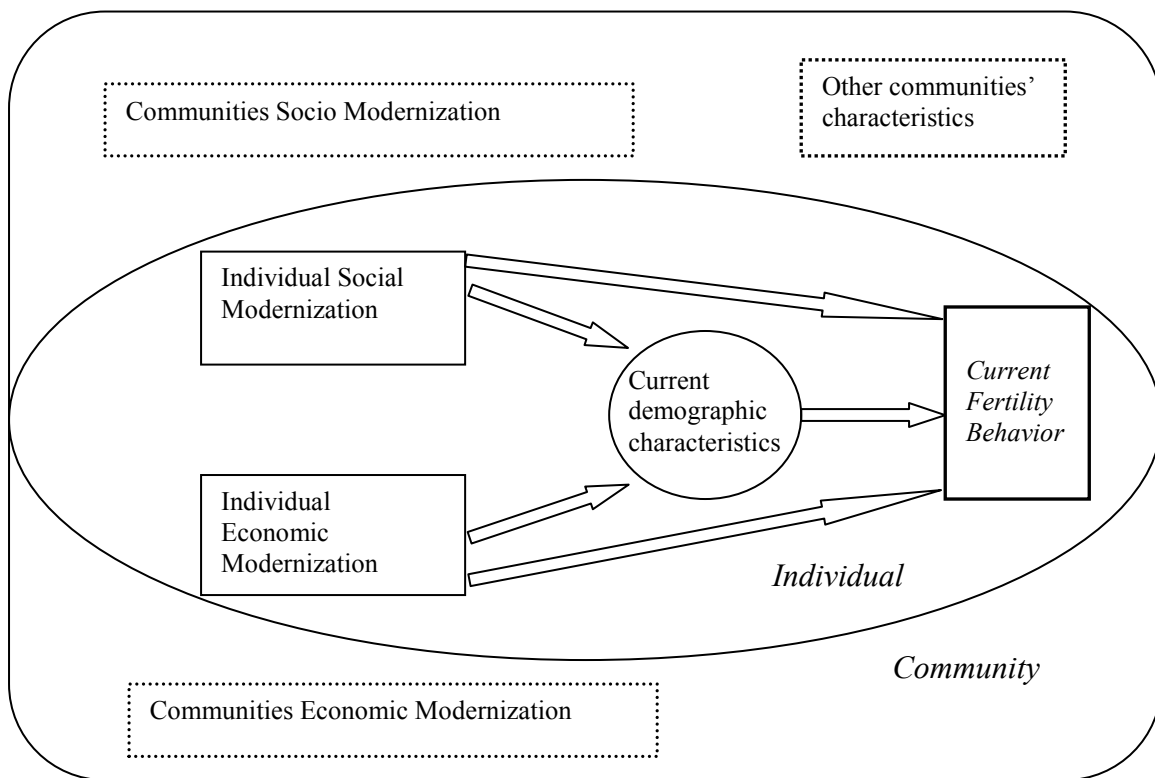 Communities Socio Modernization
Other communities’
characteristics
Individual Social
Modernization
Current
demographic
characteristics
Current
Fertility
Behavior
Individual
Economic
Modernization
Individual
Community
Communities Economic Modernization